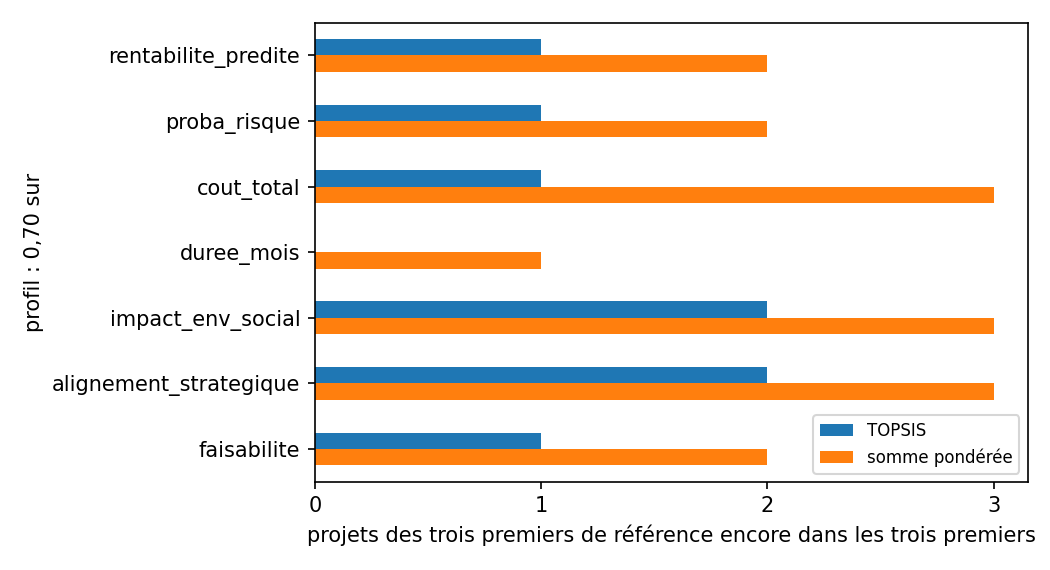 rentabilite_predite
proba_risque
cout_total
duree_mois
impact_env_social
alignement_strategique
faisabilite
profil : 0,70 sur
TOPSIS
somme pondérée
0 1 2 3
projets des trois premiers de référence encore dans les trois premiers